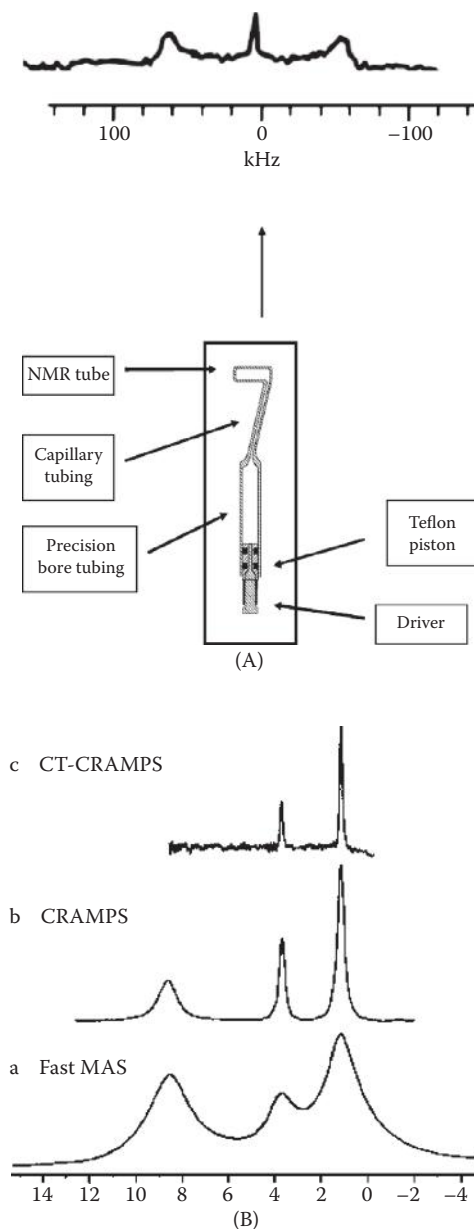 100 0 –100
kHz
NMR tube
Capillary
tubing
Precision
bore tubing
Teflon
piston
Driver
(A)
c CT-CRAMPS
b CRAMPS
a Fast MAS
14 12 10 8 6 4 2 0 –2 –4
(B)